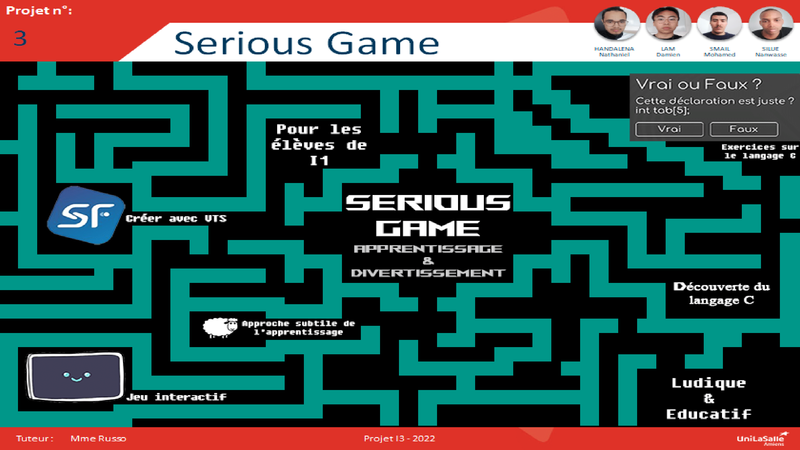 Projet n°:
3
Serious Game
HANDALENA
Nathaniel
LAM
Damien
SMAIL
Mohamed
SILUE
Nanwasse
Vrai ou Faux ?
Cette déclaration est juste ?
int tab[5];
Vrai
Faux
Exercices sur
le langage C
Pour les
élèves de
I1
SERIOUS
GAME
APPRENTISSAGE
&
DIVERTISSEMENT
SF
Créer avec VTS
Découverte du
langage C
Approche subtile de
l'apprentissage
Jeu interactif
Ludique
&
Educatif
Tuteur : Mme Russo
Projet I3 - 2022
UniLaSalle
Amiens